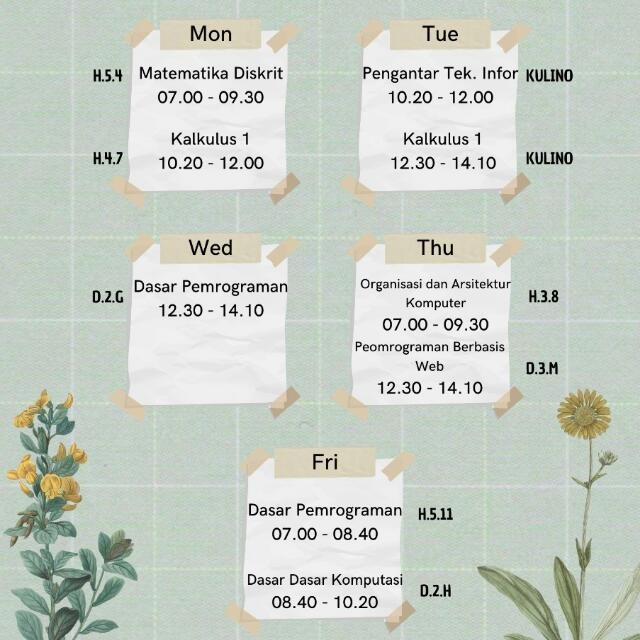 Mon
H.5.4
Matematika Diskrit
07.00 - 09.30
H.4.7
Kalkulus 1
10.20 - 12.00
Tue
Pengantar Tek. Infor
KULINO
10.20 - 12.00
Kalkulus 1
KULINO
12.30 - 14.10
Wed
D.2.G
Dasar Pemrograman
12.30 - 14.10
Thu
Organisasi dan Arsitektur
Komputer
H.3.8
07.00 - 09.30
Peomrograman Berbasis
Web
D.3.M
12.30 - 14.10
Fri
Dasar Pemrograman
H.5.11
07.00 - 08.40
Dasar Dasar Komputasi
D.2.H
08.40 - 10.20